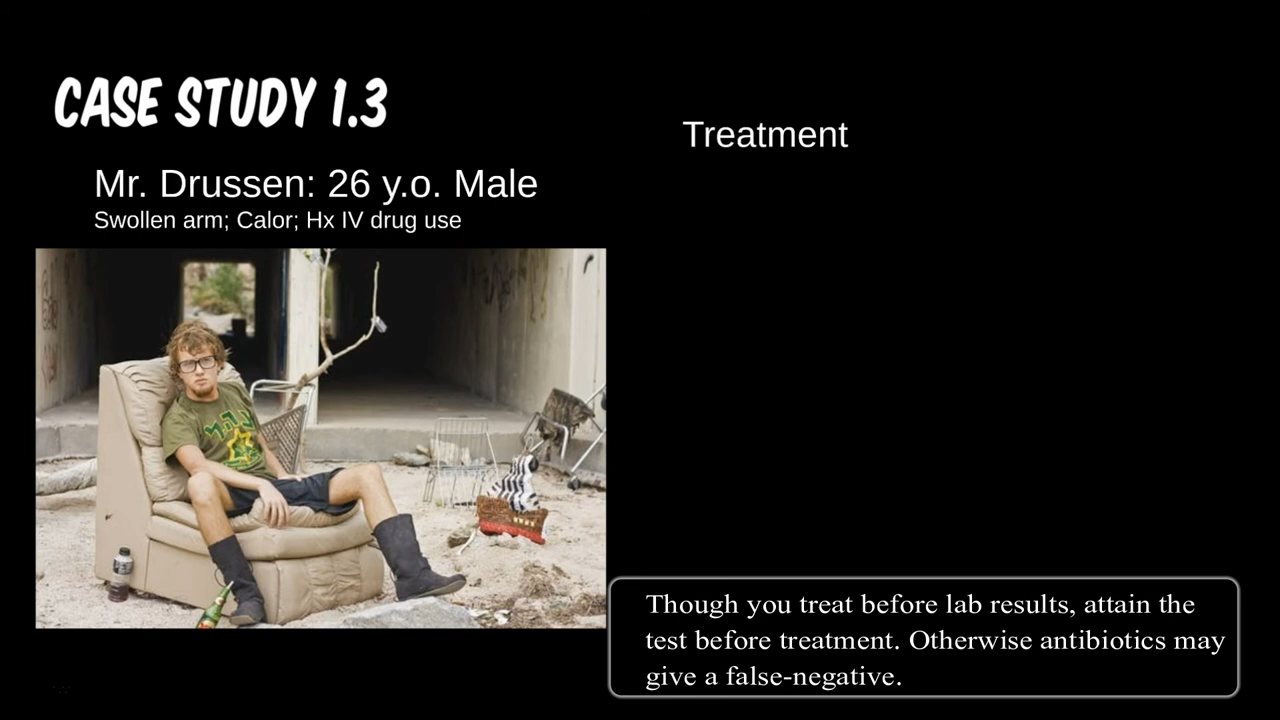 CASE STUDY 1.3
Mr. Drussen: 26 y.o. Male
Swollen arm; Calor; Hx IV drug use
צה"ל
Treatment
Though you treat before lab results, attain the
test before treatment. Otherwise antibiotics may
give a false-negative.